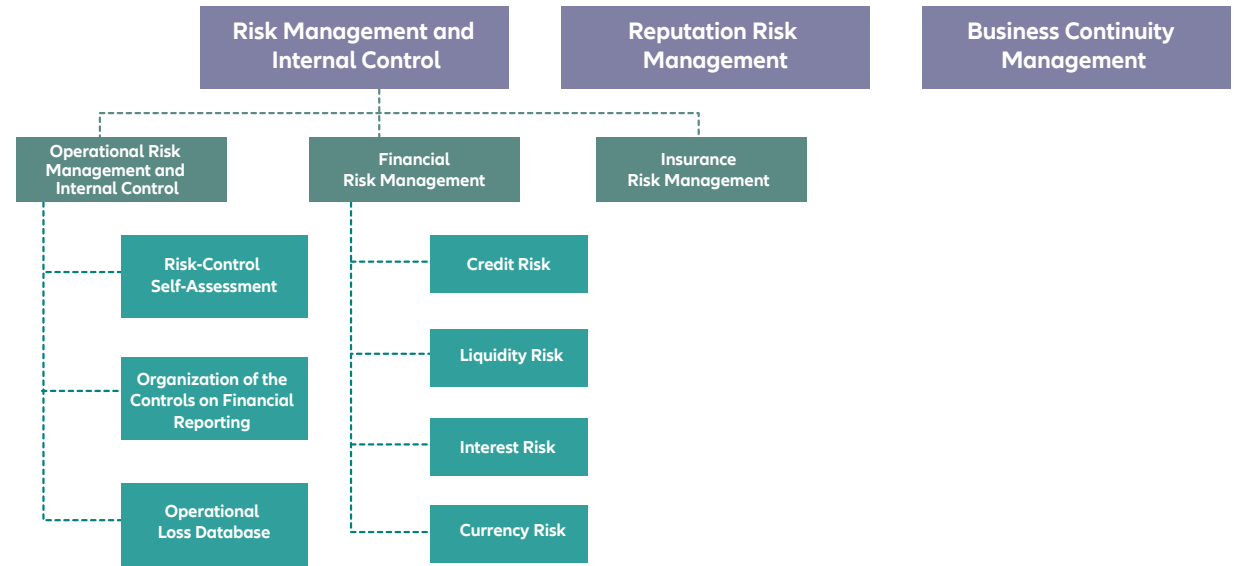 Risk Management and
Internal Control
Reputation Risk
Management
Business Continuity
Management
Operational Risk
Management and
Internal Control
Financial
Risk Management
Insurance
Risk Management
Risk-Control
Self-Assessment
Organization of the
Controls on Financial
Reporting
Operational
Loss Database
Credit Risk
Liquidity Risk
Interest Risk
Currency Risk